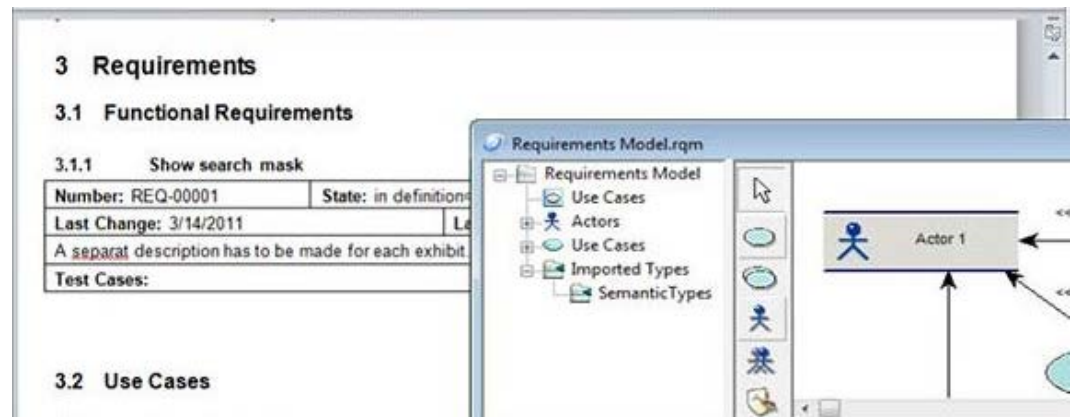 3 Requirements
3.1 Functional Requirements
3.1.1 Show search mask
Number: REQ-00001 State: in definition
Last Change: 3/14/2011 La
A separat description has to be made for each exhibit
Test Cases:
3.2 Use Cases
Requirements Model.rqm
Requirements Model
Use Cases
Actors
Use Cases
Imported Types
SemanticTypes
Actor 1
<<
<<